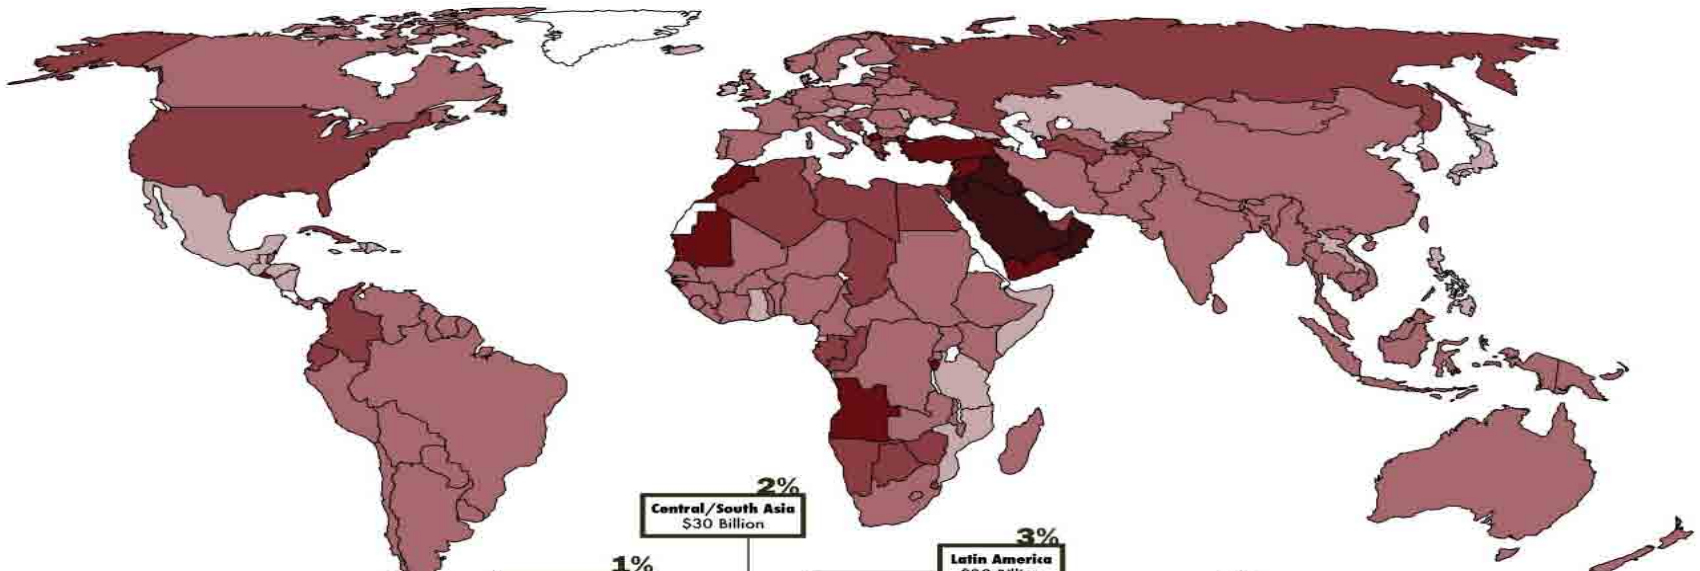 2%
Central/South Asia
$30 Billion
3%
Latin America
1%